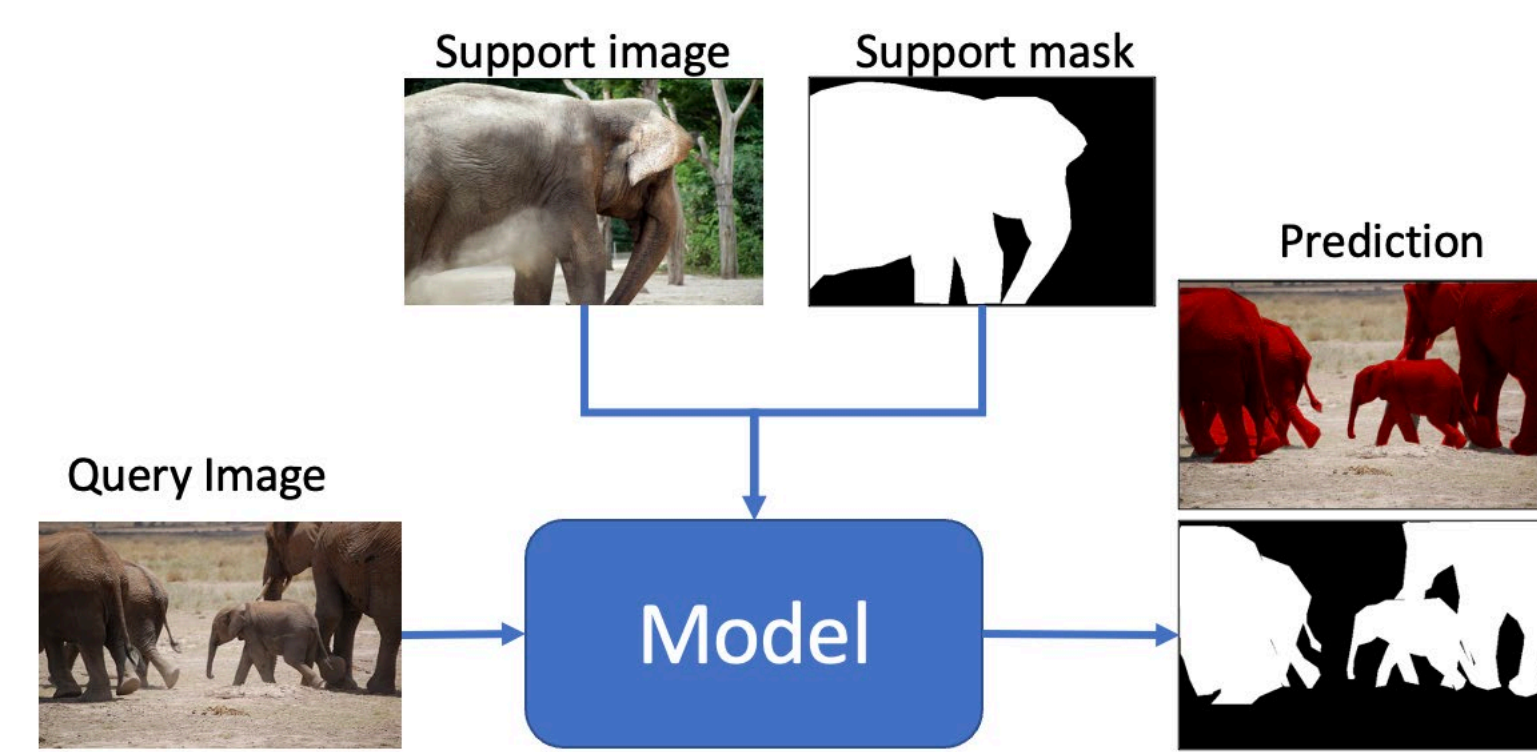 Support image
Support mask
Prediction
Query Image
Model